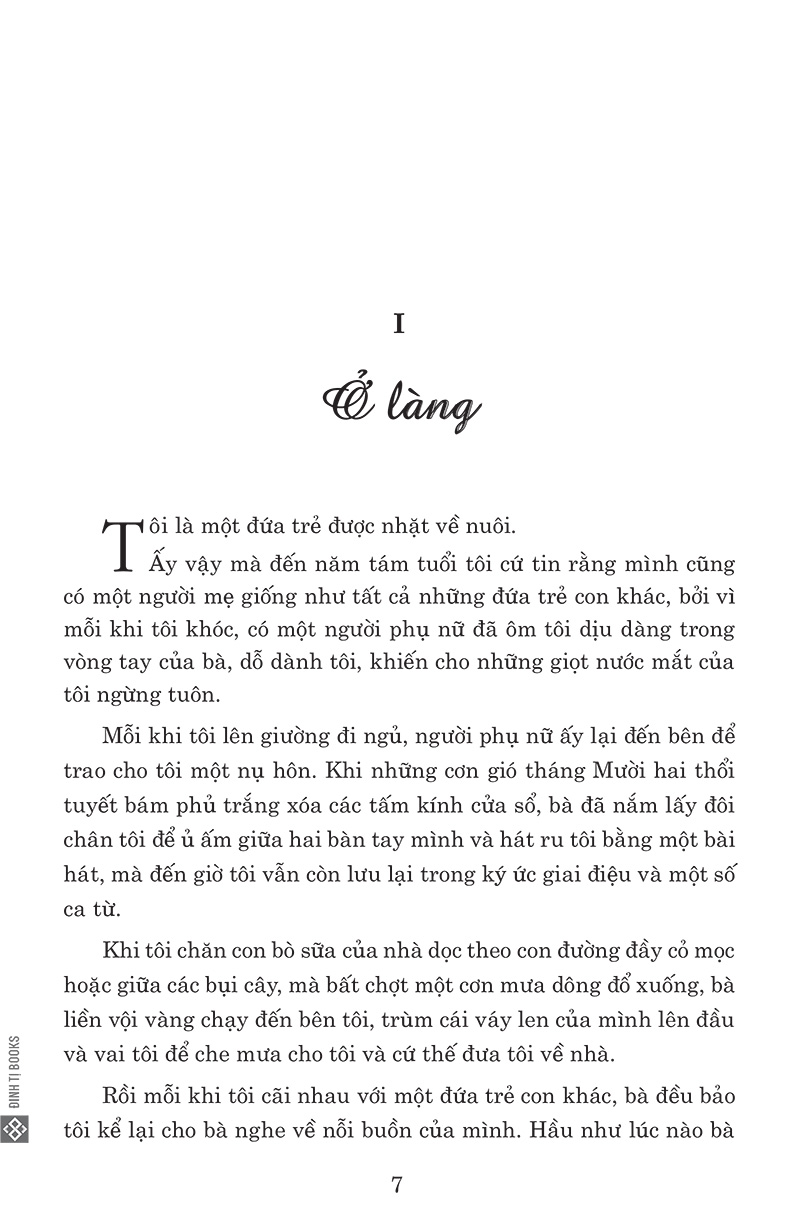 I
Ở làng
Tôi là một đứa trẻ được nhặt về nuôi.
Ấy vậy mà đến năm tám tuổi tôi cứ tin rằng mình cũng
có một người mẹ giống như tất cả những đứa trẻ con khác, bởi vì
mỗi khi tôi khóc, có một người phụ nữ đã ôm tôi dịu dàng trong
vòng tay của bà, dỗ dành tôi, khiến cho những giọt nước mắt của
tôi ngừng tuôn.
Mỗi khi tôi lên giường đi ngủ, người phụ nữ ấy lại đến bên để
trao cho tôi một nụ hôn. Khi những cơn gió tháng Mười hai thổi
tuyết bám phủ trắng xóa các tấm kính cửa sổ, bà đã nắm lấy đôi
chân tôi để ủ ấm giữa hai bàn tay mình và hát ru tôi bằng một bài
hát, mà đến giờ tôi vẫn còn lưu lại trong ký ức giai điệu và một số
ca từ.
Khi tôi chăn con bò sữa của nhà dọc theo con đường đầy cỏ mọc
hoặc giữa các bụi cây, mà bất chợt một cơn mưa dông đổ xuống, bà
liền vội vàng chạy đến bên tôi, trùm cái váy len của mình lên đầu
và vai tôi để che mưa cho tôi và cứ thế đưa tôi về nhà.
Rồi mỗi khi tôi cãi nhau với một đứa trẻ con khác, bà đều bảo
tôi kể lại cho bà nghe về nỗi buồn của mình. Hầu như lúc nào bà
ĐINH TỊ BOOKS
7